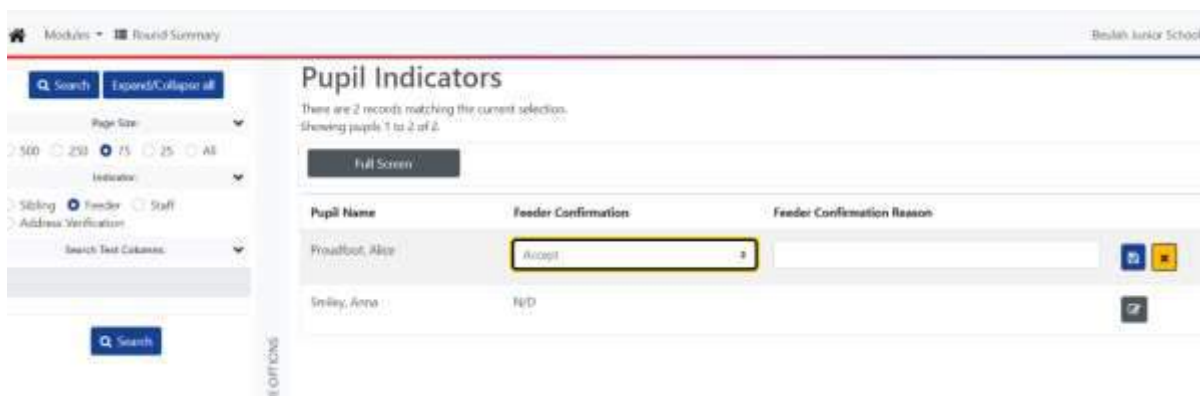 Modules Round Summary Beulah Junior School
Search Expand/Collapse all
Pupil Indicators
There are 2 records matching the current selection.
Showing pupils 1 to 2 of 2.
Page Size:
500 250 75 25 All
Full Screen
Indicator:
Sibling Feeder Staff
Address Verification
Pupil Name Feeder Confirmation Feeder Confirmation Reason
Search Text Columns:
Proudfoot, Alice Accept
Smiley, Anna N/D
Search
E OPTIONS